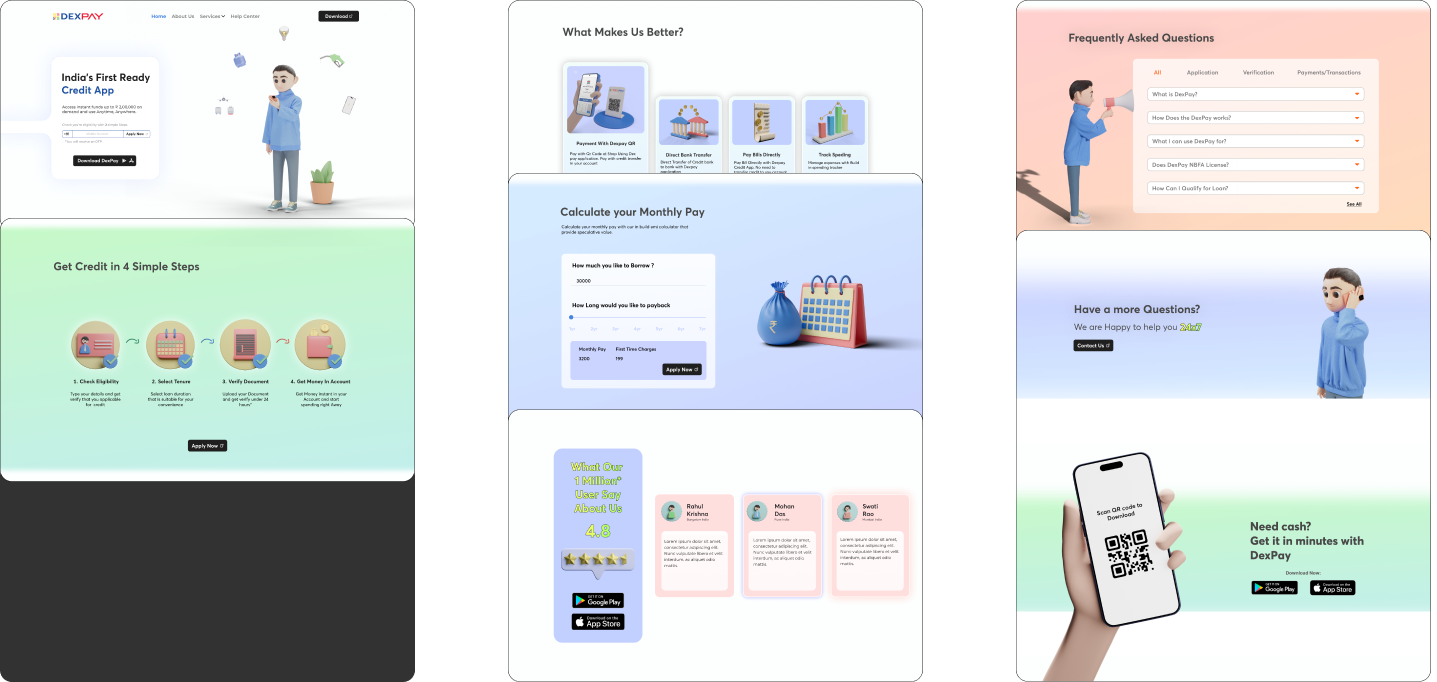 DEXPAY
Home About Us Services Help Center
Download
India's First Ready
Credit App
Access instant funds up to ₹ 2,00,000 on
demand and use Anytime, Anywhere.
+91
Apply Now
Download DexPay
Get Credit in 4 Simple Steps
1. Check Eligibility
Type your details and get
verify that you applicable
for credit
2. Select Tenure
Select loan duration
that is suitable for your
convenience
3. Verify Document
Upload your Document
and get verify under 24
hours*
4. Get Money In Account
Get Money instant in your
Account and start
spending right Away
Apply Now
What Makes Us Better?
Payment With Dexpay QR
Pay with Qr Code at Shop Using Dex
pay application. Pay with credit transfer
in your account
Direct Bank Transfer
Direct Transfer of Credit bank
to bank with Dexpay
application
Pay Bills Directly
Pay Bill Directly with Dexpay
Credit App. No need to
Track Speding
Manage expenses with Build
in spending tracker
Calculate your Monthly Pay
Calculate your monthly pay with our in build emi calculator that
provide speculative value.
How much you like to Borrow ?
30000
How Long would you like to payback
1yr 2yr 3yr 4yr 5yr 6yr 7yr
Monthly Pay First Time Charges
3200 199
Apply Now
What Our
1 Million+
User Say
About Us
4.8
GET IT ON
Google Play
Download on the
App Store
Rahul
Krishna
Bangalore India
Lorem ipsum dolor sit amet,
consectetur adipiscing elit.
Nunc vulputate libero et velit
interdum, ac aliquet odio
mattis.
Mohan
Das
Pune India
Lorem ipsum dolor sit amet,
consectetur adipiscing elit.
Nunc vulputate libero et velit
interdum, ac aliquet odio
mattis.
Swati
Rao
Mumbai India
Lorem ipsum dolor sit amet,
consectetur adipiscing elit.
Nunc vulputate libero et velit
interdum, ac aliquet odio
mattis.
Frequently Asked Questions
All Application Verification Payments/Transactions
What is DexPay?
How Does the DexPay works?
What I can use DexPay for?
Does DexPay NBFA License?
How Can I Qualify for Loan?
See All
Have a more Questions?
We are Happy to help you 24x7
Contact Us
Scan QR code to
Download
Need cash?
Get it in minutes with
DexPay
Download Now:
GET IT ON
Google Play
Download on the
App Store